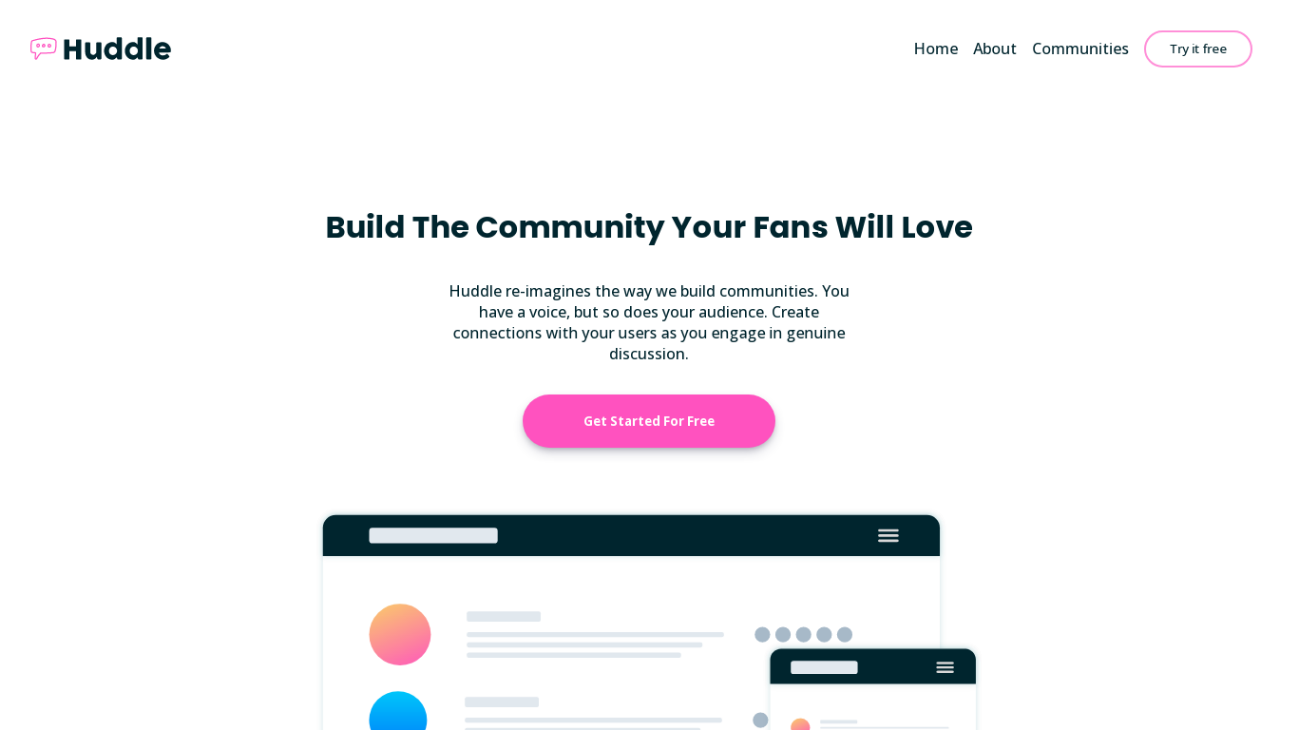 Huddle
Home About Communities Try it free
Build The Community Your Fans Will Love
Huddle re-imagines the way we build communities. You
have a voice, but so does your audience. Create
connections with your users as you engage in genuine
discussion.
Get Started For Free